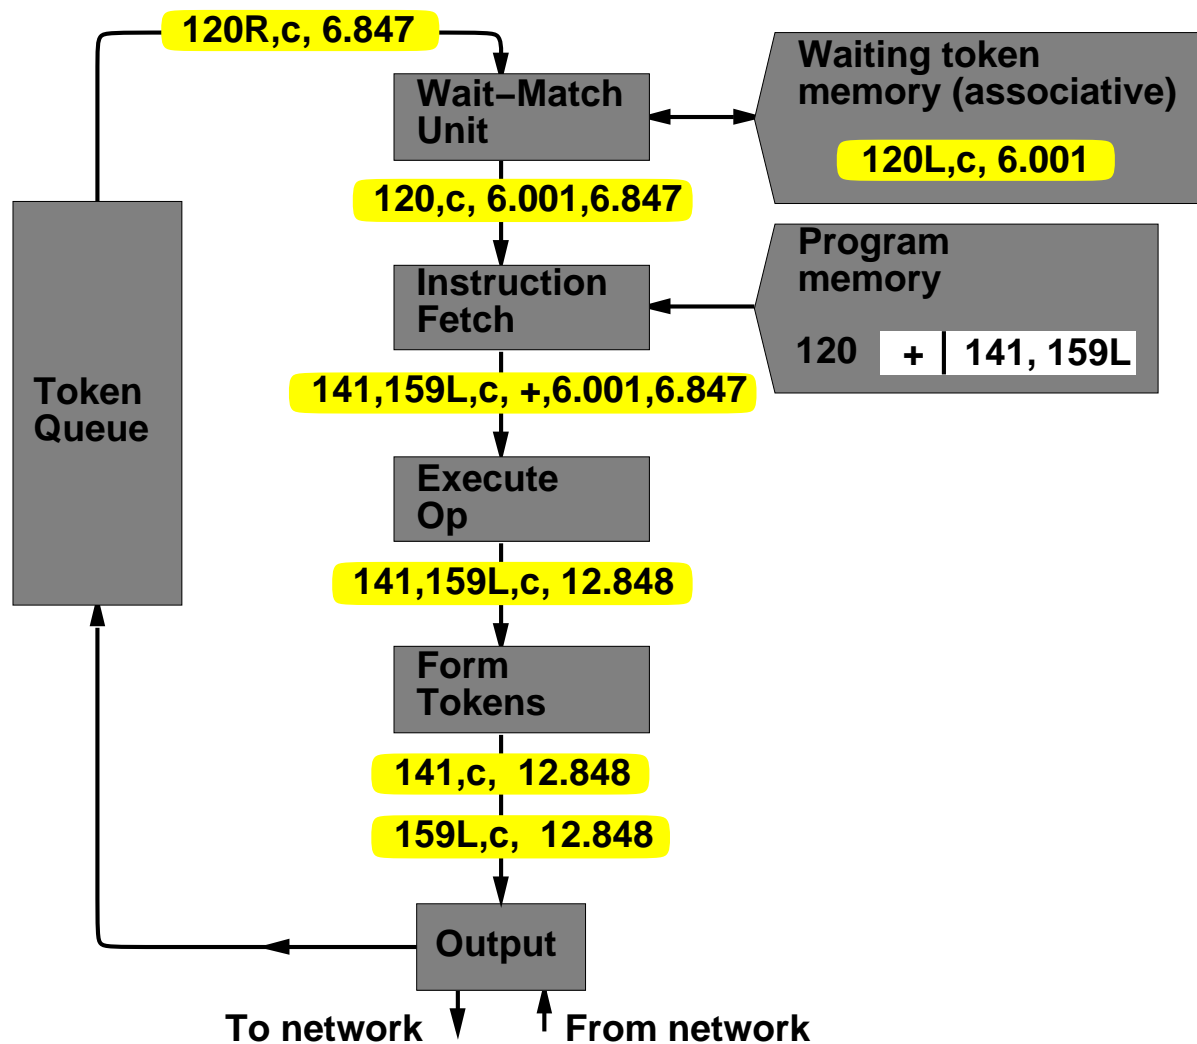 120R,c, 6.847
Wait–Match
Unit
Waiting token
memory (associative)
120L,c, 6.001
120,c, 6.001,6.847
Instruction
Fetch
Program
memory
120 + 141, 159L
141,159L,c, +,6.001,6.847
Token
Queue
Execute
Op
141,159L,c, 12.848
Form
Tokens
141,c, 12.848
159L,c, 12.848
Output
To network
From network